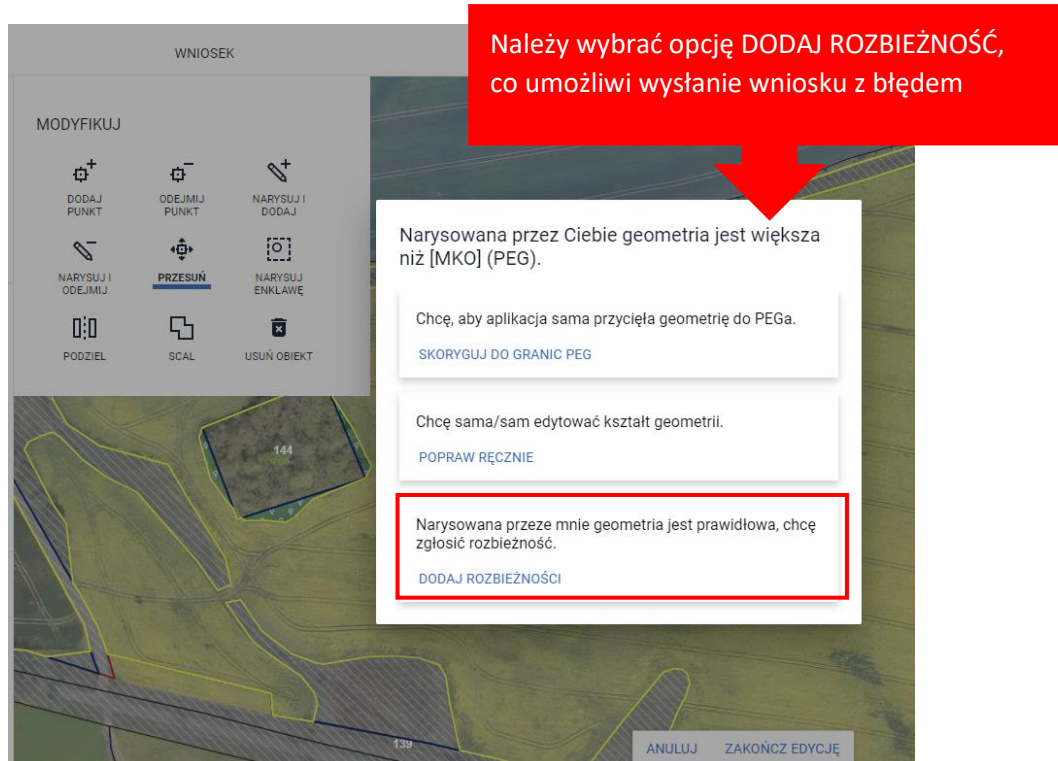 Należy wybrać opcję DODAJ ROZBIEŻNOŚĆ,
co umożliwi wysłanie wniosku z błędem
WNIOSEK
MODYFIKUJ
DODAJ
PUNKT
ODEJMIJ
PUNKT
NARYSUJ I
DODAJ
NARYSUJ I
ODEJMIJ
PRZESUŃ
NARYSUJ
ENKLAWĘ
PODZIEL
SCAL
USUŃ OBIEKT
Narysowana przez Ciebie geometria jest większa
niż [MKO] (PEG).
Chcę, aby aplikacja sama przycięła geometrię do PEGa.
SKORYGUJ DO GRANIC PEG
Chcę sama/sam edytować kształt geometrii.
POPRAW RĘCZNIE
Narysowana przeze mnie geometria jest prawidłowa, chcę
zgłosić rozbieżność.
DODAJ ROZBIEŻNOŚCI
144
139
ANULUJ ZAKOŃCZ EDYCJĘ